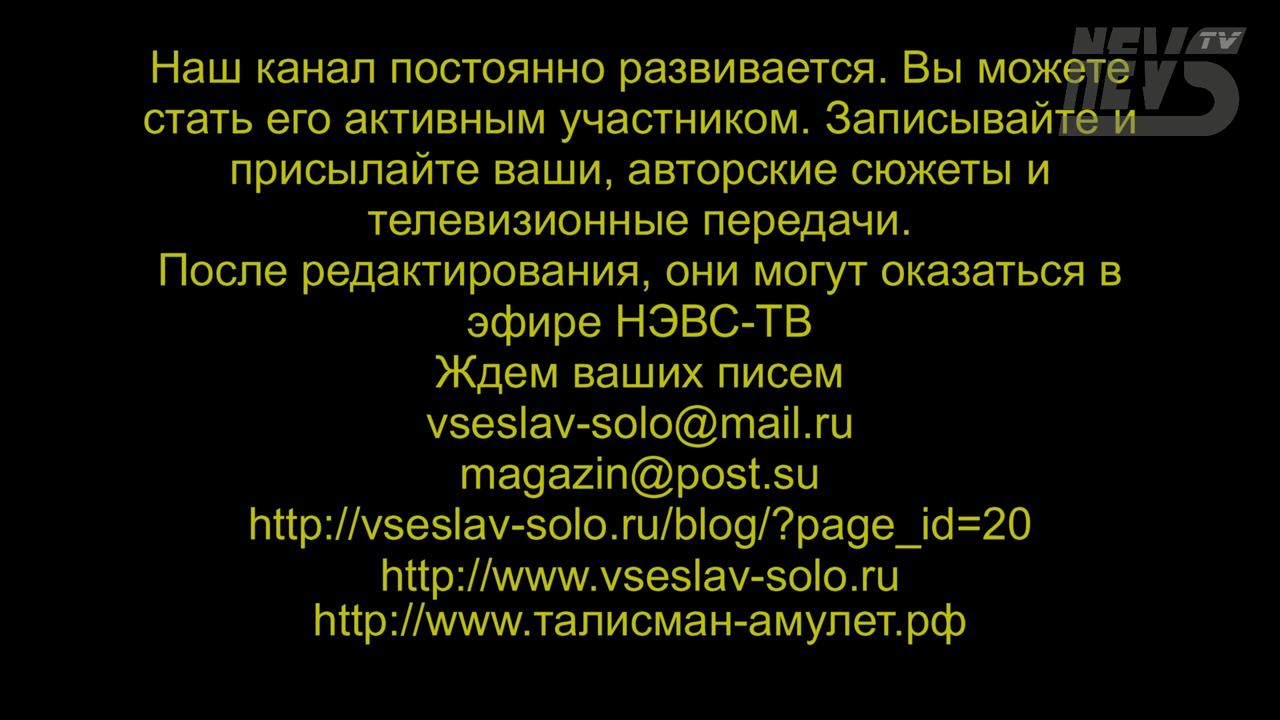 NEVS TV
Наш канал постоянно развивается. Вы можете
стать его активным участником. Записывайте и
присылайте ваши, авторские сюжеты и
телевизионные передачи.
После редактирования, они могут оказаться в
эфире НЭВС-ТВ
Ждем ваших писем
vseslav-solo@mail.ru
magazin@post.su
http://vseslav-solo.ru/blog/?page_id=20
http://www.vseslav-solo.ru
http://www.талисман-амулет.рф